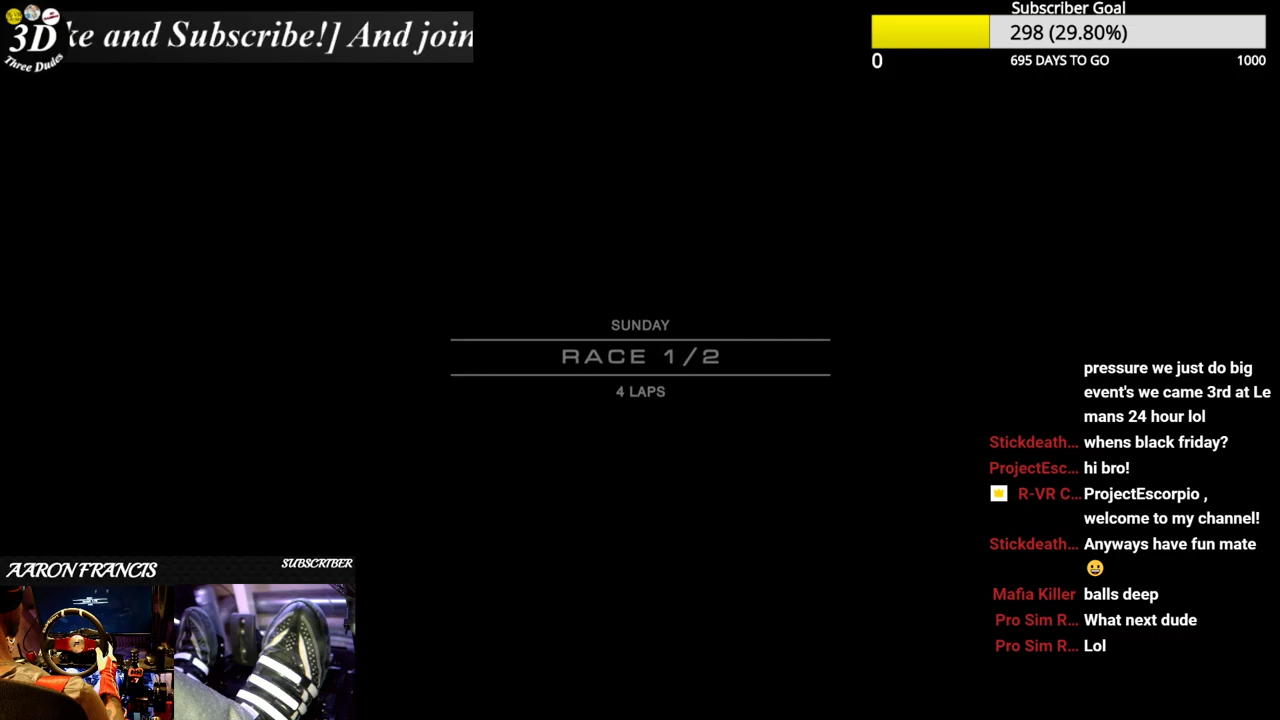 3D
Three Dudes
ke and Subscribe!] And join
Subscriber Goal
298 (29.80%)
0
695 DAYS TO GO
1000
SUNDAY
RACE 1/2
4 LAPS
pressure we just do big
event's we came 3rd at Le
mans 24 hour lol
Stickdeath... whens black friday?
ProjectEsc... hi bro!
R-VR C... ProjectEscorpio ,
welcome to my channel!
Stickdeath... Anyways have fun mate
😀
Mafia Killer balls deep
Pro Sim R... What next dude
Pro Sim R... Lol
AARON FRANCIS
SUBSCRIBER